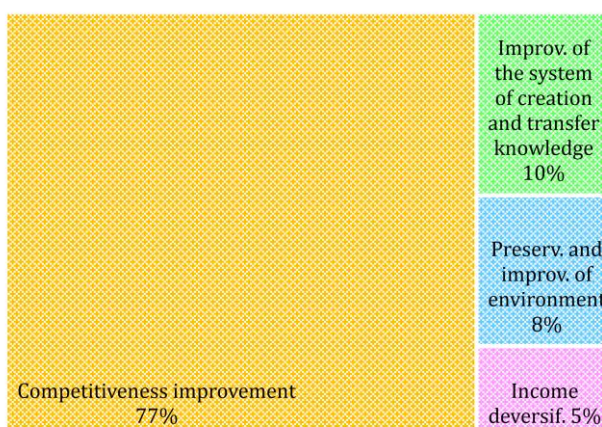 Competitiveness improvement
77%
Improv. of
the system
of creation
and transfer
knowledge
10%
Preserv. and
improv. of
environment
8%
Income
deversif. 5%